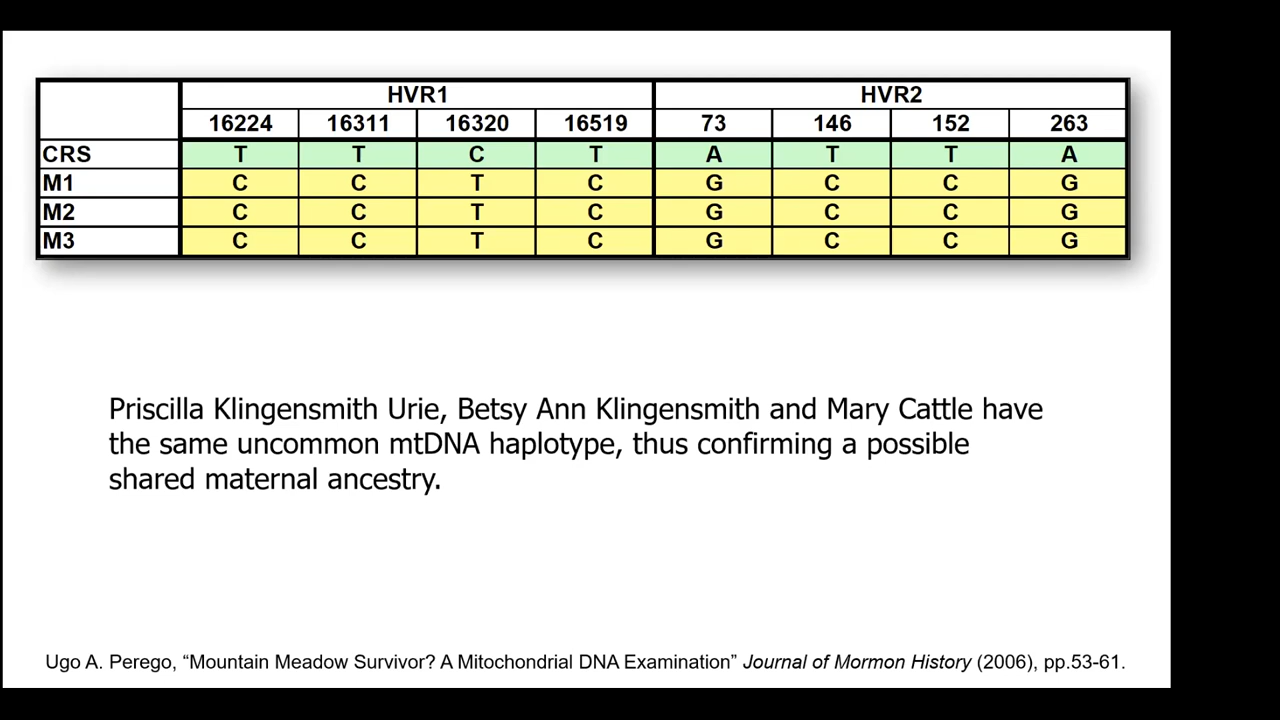 HVR1 HVR2
16224 16311 16320 16519 73 146 152 263
CRS T T C T A T T A
M1 C C T C G C C G
M2 C C T C G C C G
M3 C C T C G C C G
Priscilla Klingensmith Urie, Betsy Ann Klingensmith and Mary Cattle have
the same uncommon mtDNA haplotype, thus confirming a possible
shared maternal ancestry.
Ugo A. Perego, “Mountain Meadow Survivor? A Mitochondrial DNA Examination” Journal of Mormon History (2006), pp.53-61.